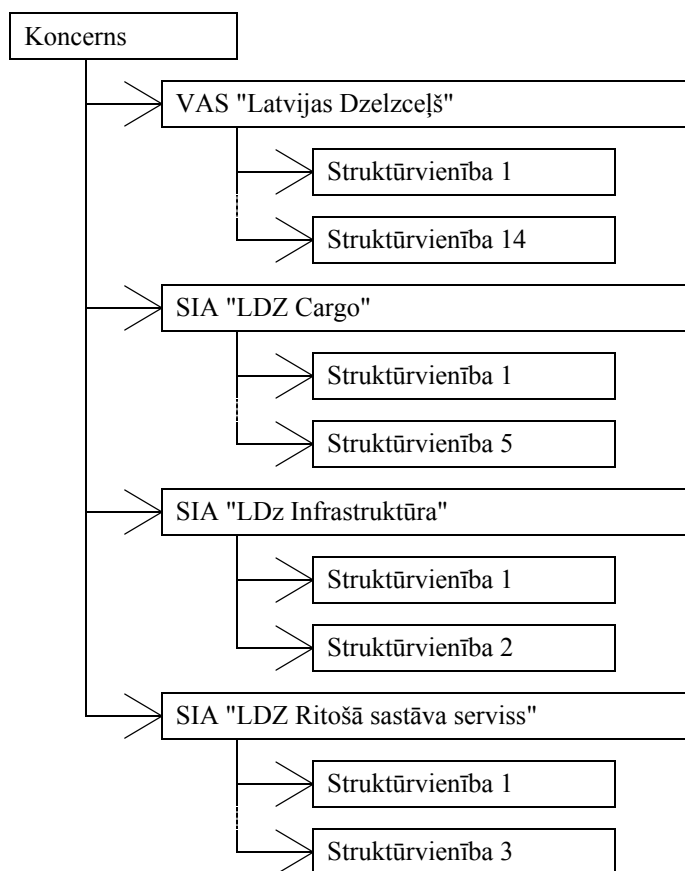 Koncerns
VAS "Latvijas Dzelzceļš"
Struktūrvienība 1
Struktūrvienība 14
SIA "LDZ Cargo"
Struktūrvienība 1
Struktūrvienība 5
SIA "LDz Infrastruktūra"
Struktūrvienība 1
Struktūrvienība 2
SIA "LDZ Ritošā sastāva serviss"
Struktūrvienība 1
Struktūrvienība 3